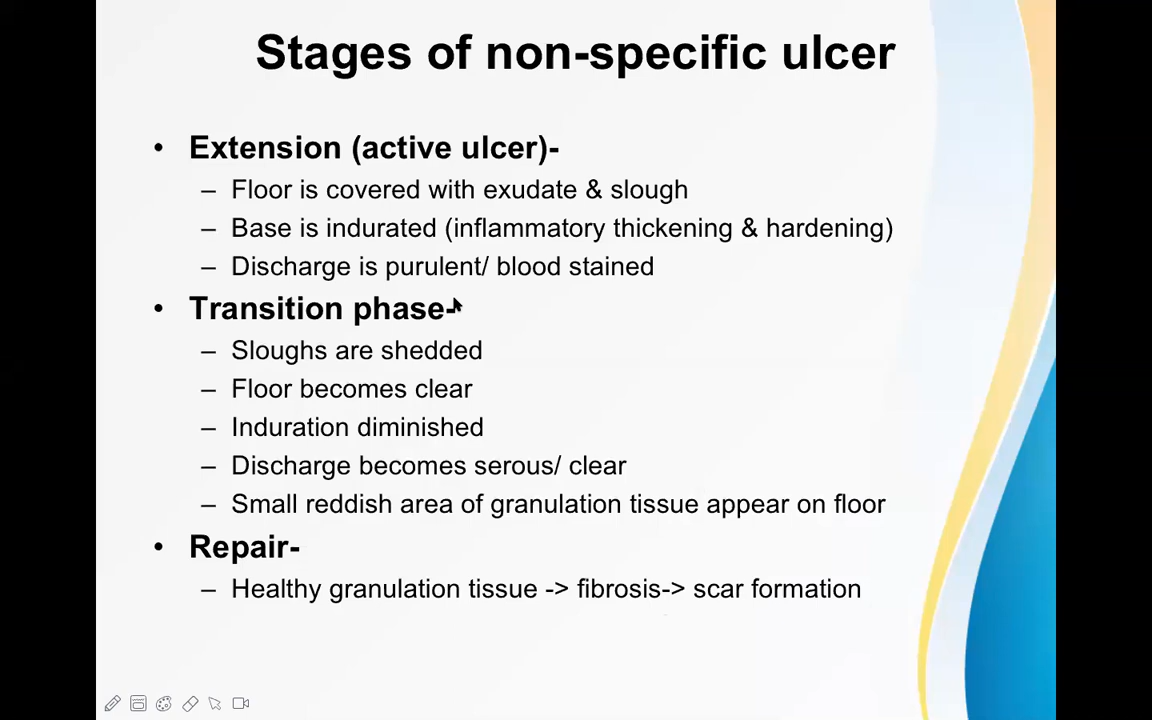 Stages of non-specific ulcer
• Extension (active ulcer)-
– Floor is covered with exudate & slough
– Base is indurated (inflammatory thickening & hardening)
– Discharge is purulent/ blood stained
• Transition phase-
– Sloughs are shedded
– Floor becomes clear
– Induration diminished
– Discharge becomes serous/ clear
– Small reddish area of granulation tissue appear on floor
• Repair-
– Healthy granulation tissue -> fibrosis-> scar formation